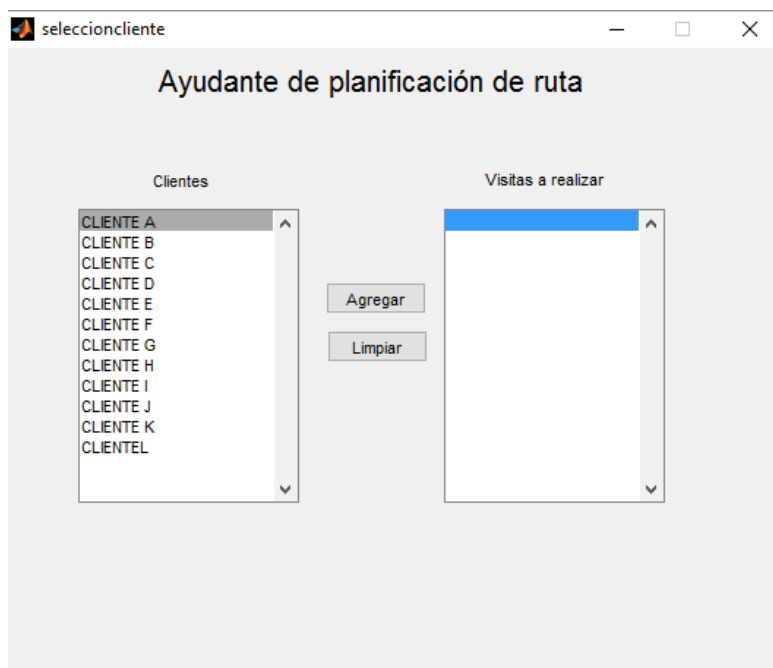 seleccioncliente
Ayudante de planificación de ruta
Clientes
Visitas a realizar
CLIENTE A
CLIENTE B
CLIENTE C
CLIENTE D
CLIENTE E
CLIENTE F
CLIENTE G
CLIENTE H
CLIENTE I
CLIENTE J
CLIENTE K
CLIENTEL
Agregar
Limpiar